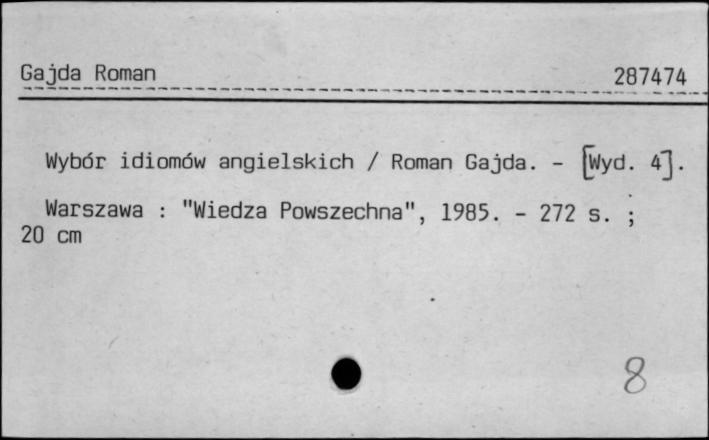 Gajda Roman 287474
Wybór idiomów angielskich / Roman Gajda. - [Wyd. 4].
Warszawa : "Wiedza Powszechna", 1985. - 272 s. ;
20 cm
8